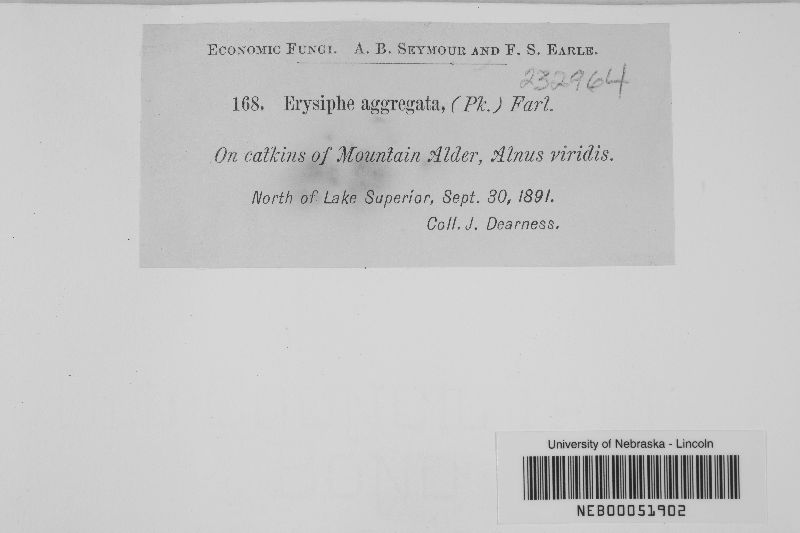 Economic Fungi. A. B. Seymour and F. S. Earle.
232964
168. Erysiphe aggregata, (Pk.) Farl.
On catkins of Mountain Alder, Alnus viridis.
North of Lake Superior, Sept. 30, 1891.
Coll. J. Dearness.
University of Nebraska - Lincoln
NEB00051902